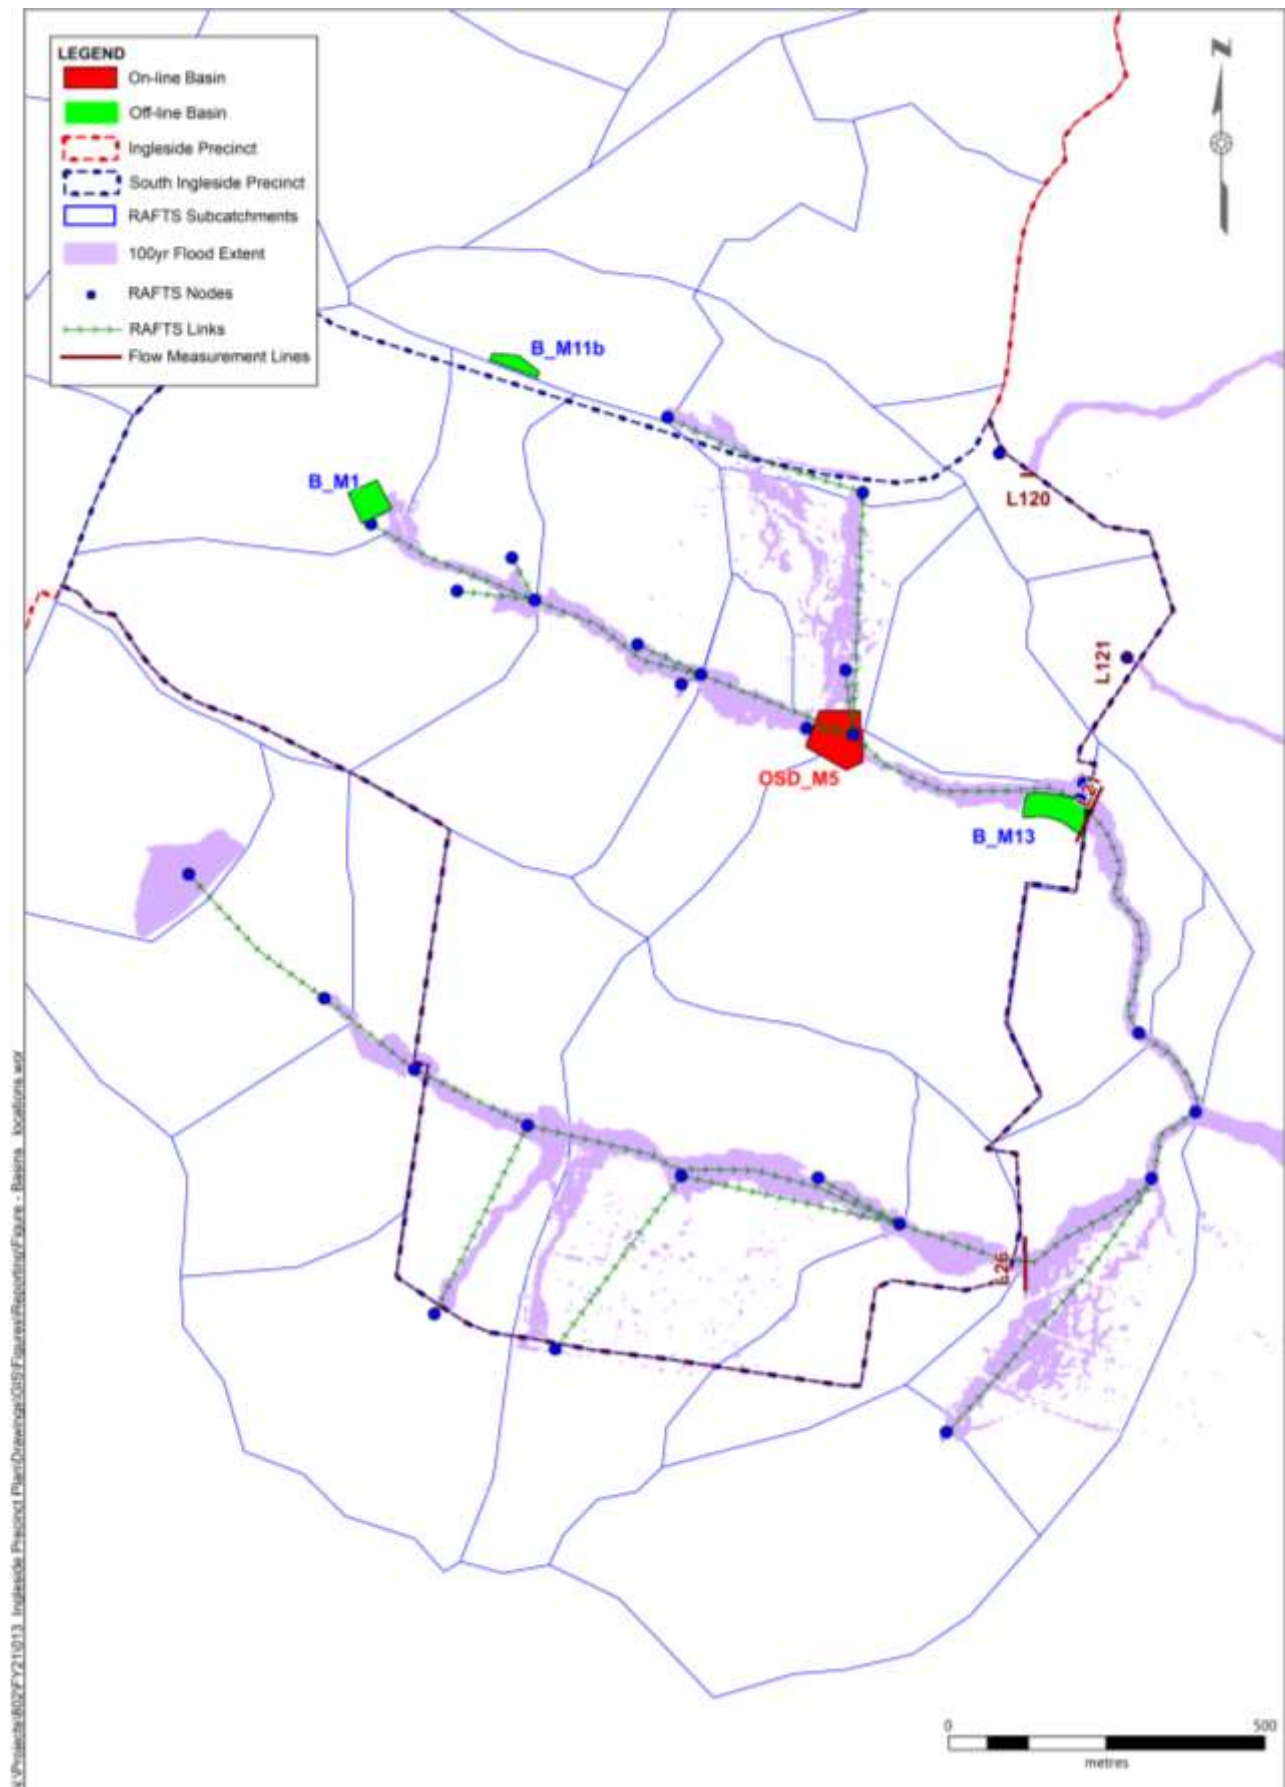 LEGEND
On-line Basin
Off-line Basin
Ingleside Precinct
South Ingleside Precinct
RAFTS Subcatchments
100yr Flood Extent
RAFTS Nodes
RAFTS Links
Flow Measurement Lines
Z
B_M11b
B_M1
L120
L121
OSD_M5
L27
B_M13
L26
0 500
metres